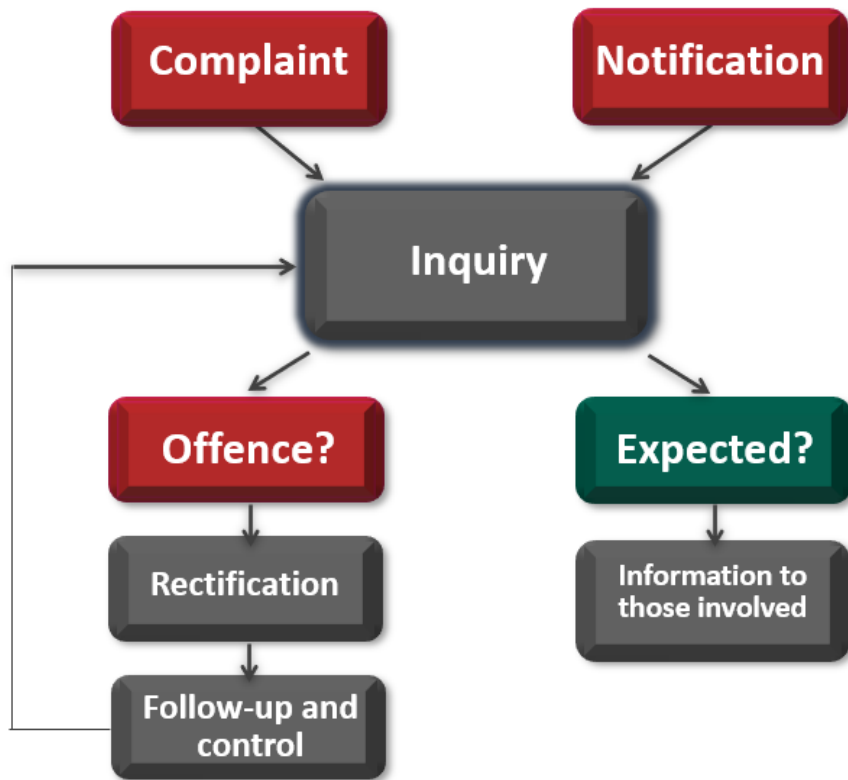 Complaint
Notification
Inquiry
Offence?
Expected?
Rectification
Information to
those involved
Follow-up and
control